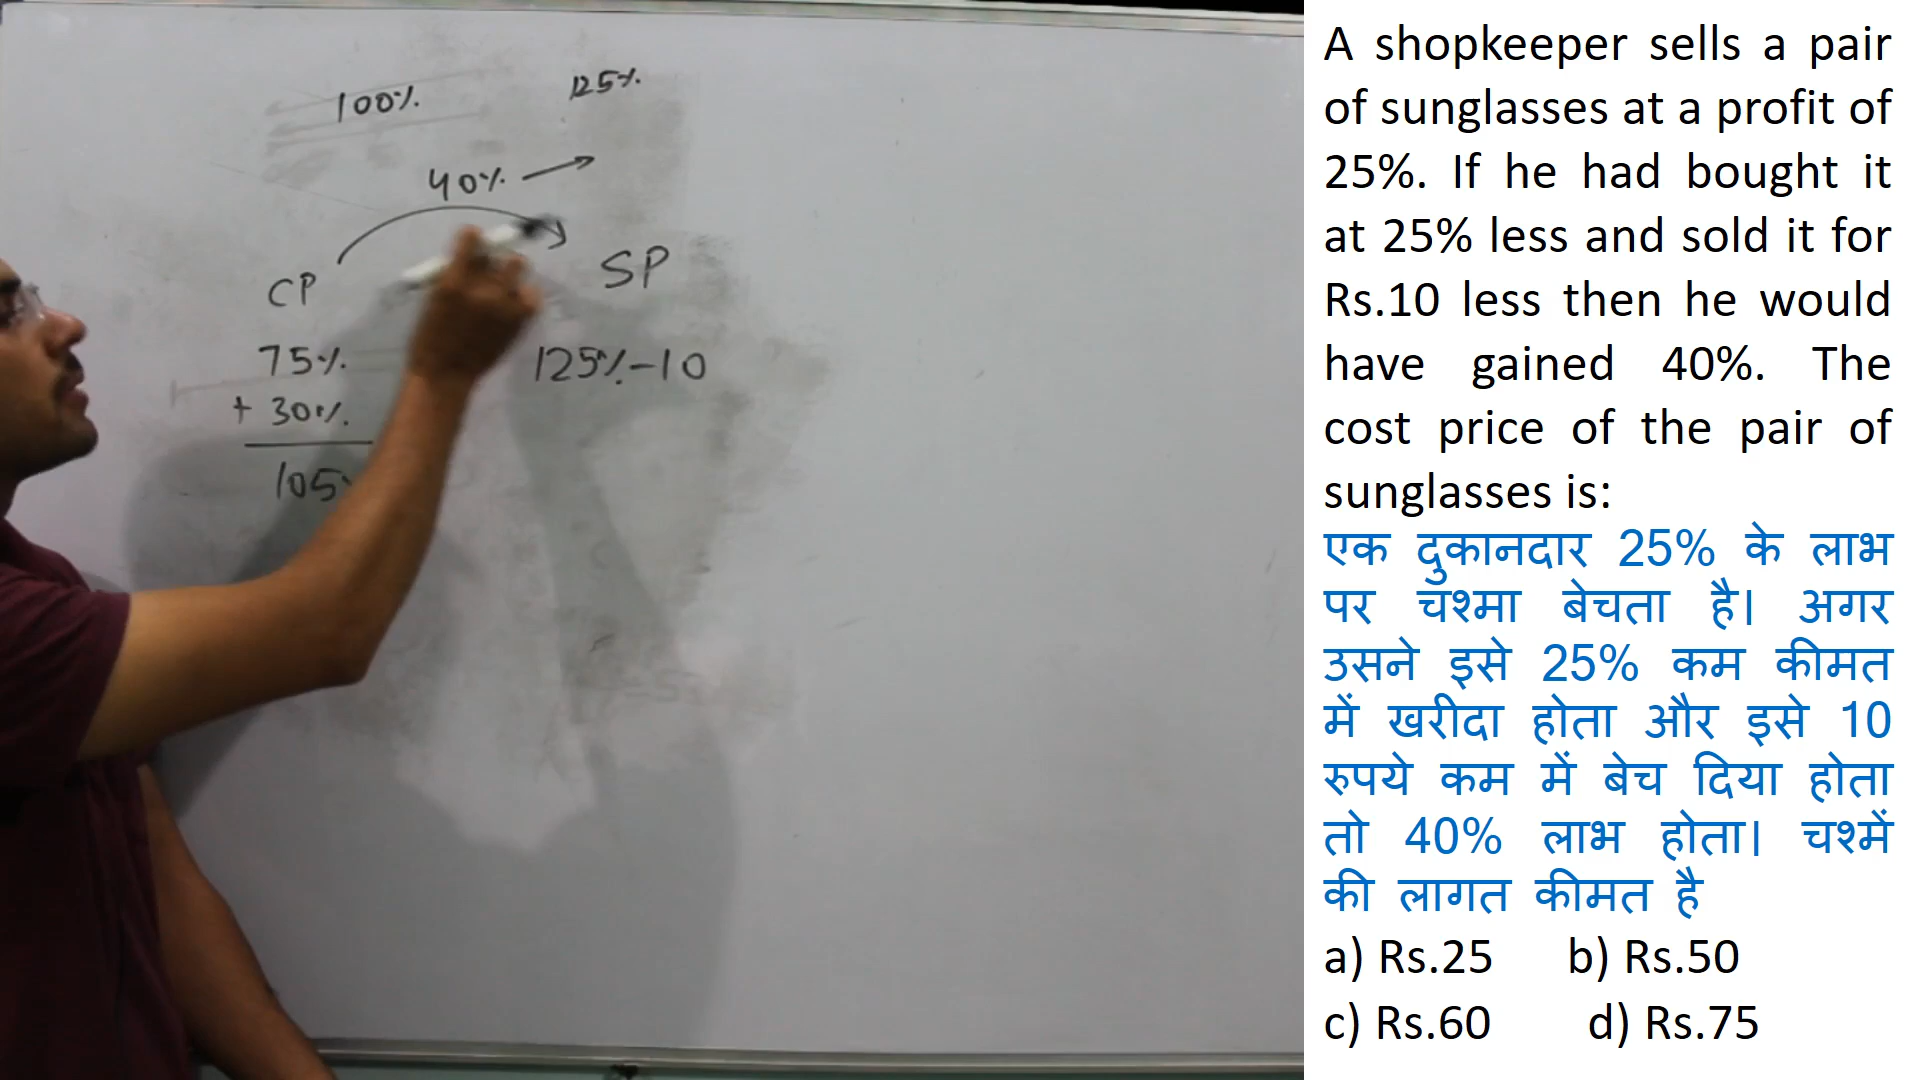 100% 125%
40%
CP SP
75% 125% - 10
+ 30%
105
A shopkeeper sells a pair
of sunglasses at a profit of
25%. If he had bought it
at 25% less and sold it for
Rs.10 less then he would
have gained 40%. The
cost price of the pair of
sunglasses is:
एक दुकानदार 25% के लाभ
पर चश्मा बेचता है। अगर
उसने इसे 25% कम कीमत
में खरीदा होता और इसे 10
रुपये कम में बेच दिया होता
तो 40% लाभ होता। चश्में
की लागत कीमत है
a) Rs.25 b) Rs.50
c) Rs.60 d) Rs.75